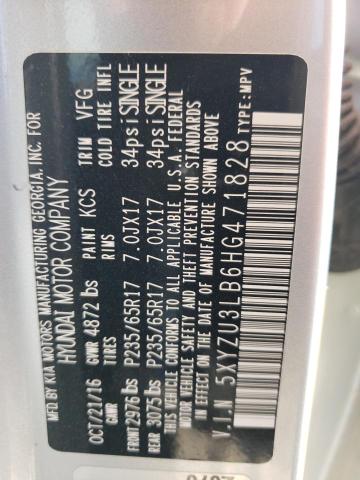 MFD.BY KIA MOTORS MANUFACTURING GEORGIA, INC. FOR
HYUNDAI MOTOR COMPANY
OCT/21/16 PAINT KCS TRIM VFG
GVWR 4872 lbs
GAWR RIMS COLD TIRE INFL
FRONT 2976 lbs P235/65R17 7.0JX17 34psi SINGLE
REAR 3075 lbs P235/65R17 7.0JX17 34psi SINGLE
THIS VEHICLE CONFORMS TO ALL APPLICABLE U.S.A. FEDERAL
MOTOR VEHICLE SAFETY AND THEFT PREVENTION STANDARDS
IN EFFECT ON THE DATE OF MANUFACTURE SHOWN ABOVE
V.I.N 5XYZU3LB6HG471828 TYPE:MPV